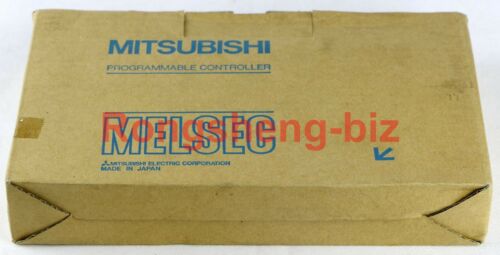 MITSUBISHI
PROGRAMMABLE CONTROLLER
Rongsheng-biz
MELSEC
MITSUBISHI ELECTRIC CORPORATION
MADE IN JAPAN